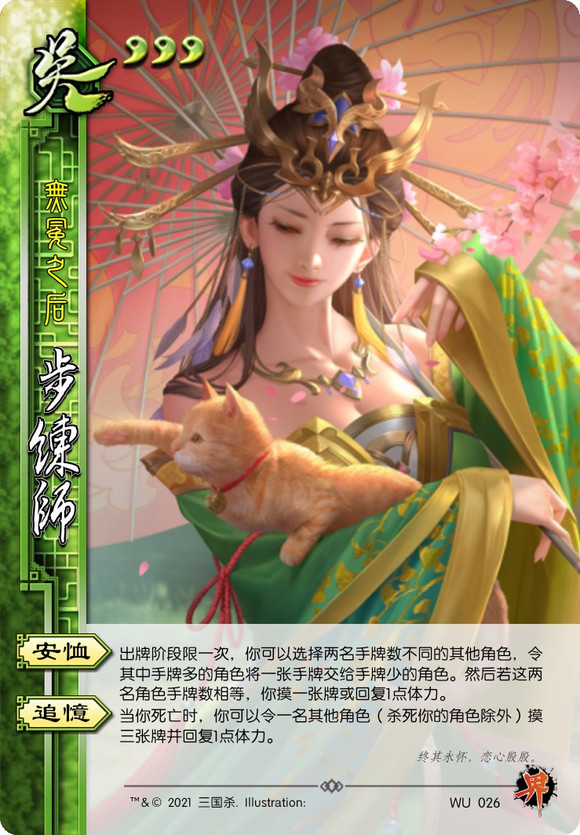 吴
無冕之后
步練師
安恤
出牌阶段限一次，你可以选择两名手牌数不同的其他角色，令
其中手牌多的角色将一张手牌交给手牌少的角色。然后若这两
名角色手牌数相等，你摸一张牌或回复1点体力。
追憶
当你死亡时，你可以令一名其他角色（杀死你的角色除外）摸
三张牌并回复1点体力。
终其永怀，恋心殷殷。
界
™&© 2021 三国杀. Illustration:
WU 026